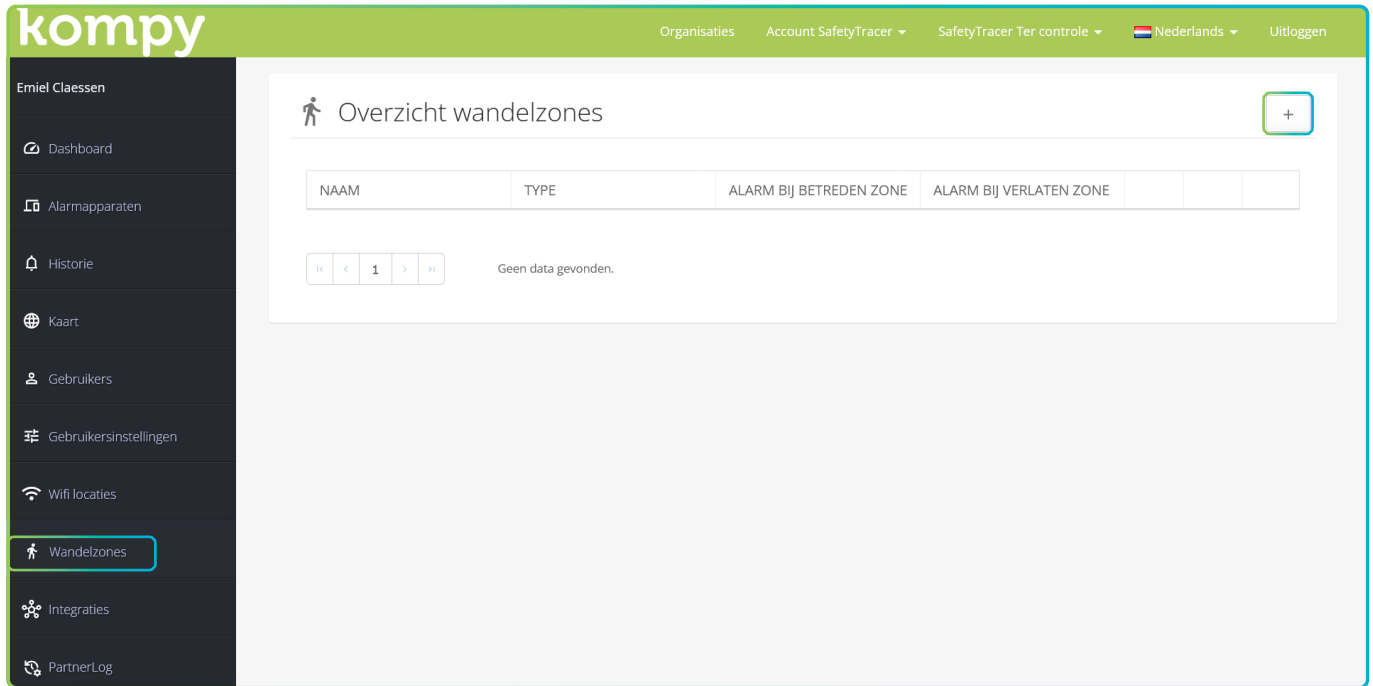 kompy
Organisaties Account SafetyTracer SafetyTracer Ter controle Nederlands Uitloggen
Emiel Claessen
Dashboard
Alarmapparaten
Historie
Kaart
Gebruikers
Gebruikersinstellingen
Wifi locaties
Wandelzones
Integraties
PartnerLog
Overzicht wandelzones
+
NAAM TYPE ALARM BIJ BETREDEN ZONE ALARM BIJ VERLATEN ZONE
1 Geen data gevonden.